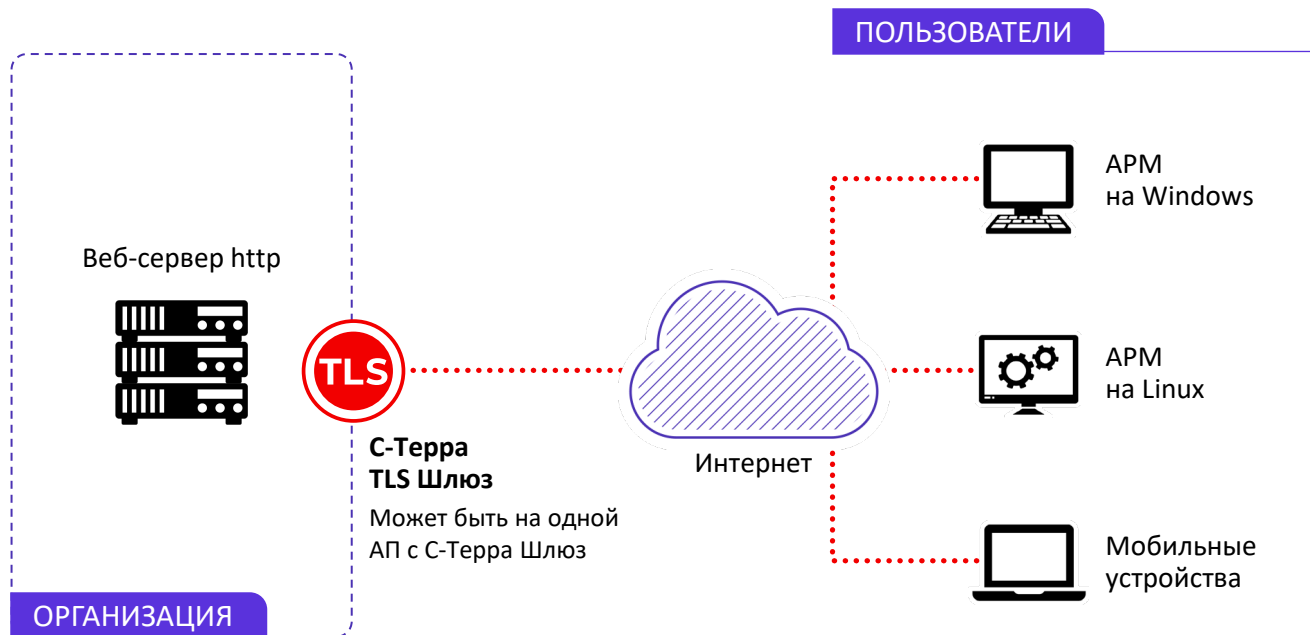 ПОЛЬЗОВАТЕЛИ
АРМ
на Windows
Веб-сервер http
TLS
АРМ
на Linux
С-Терра
TLS Шлюз
Может быть на одной
АП с С-Терра Шлюз
Интернет
Мобильные
устройства
ОРГАНИЗАЦИЯ